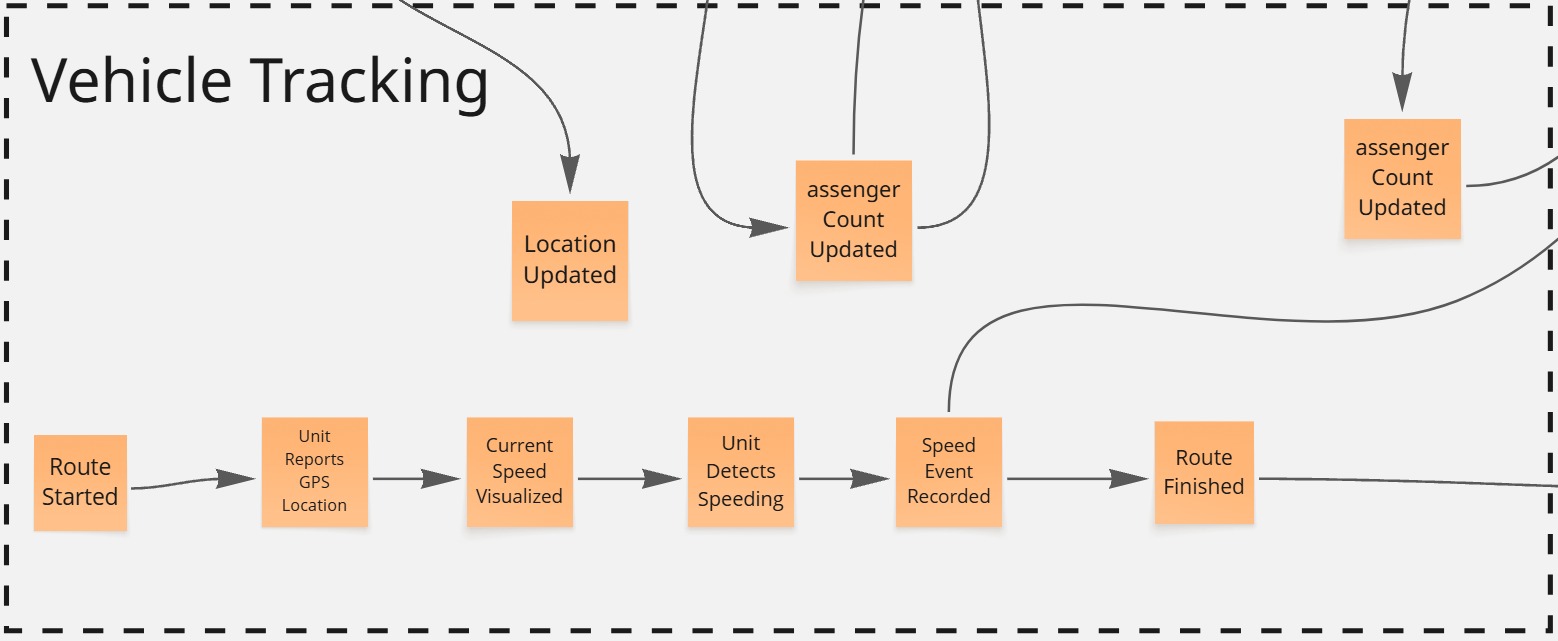 Vehicle Tracking
Location
Updated
assenger
Count
Updated
assenger
Count
Updated
Route
Started
Unit
Reports
GPS
Location
Current
Speed
Visualized
Unit
Detects
Speeding
Speed
Event
Recorded
Route
Finished